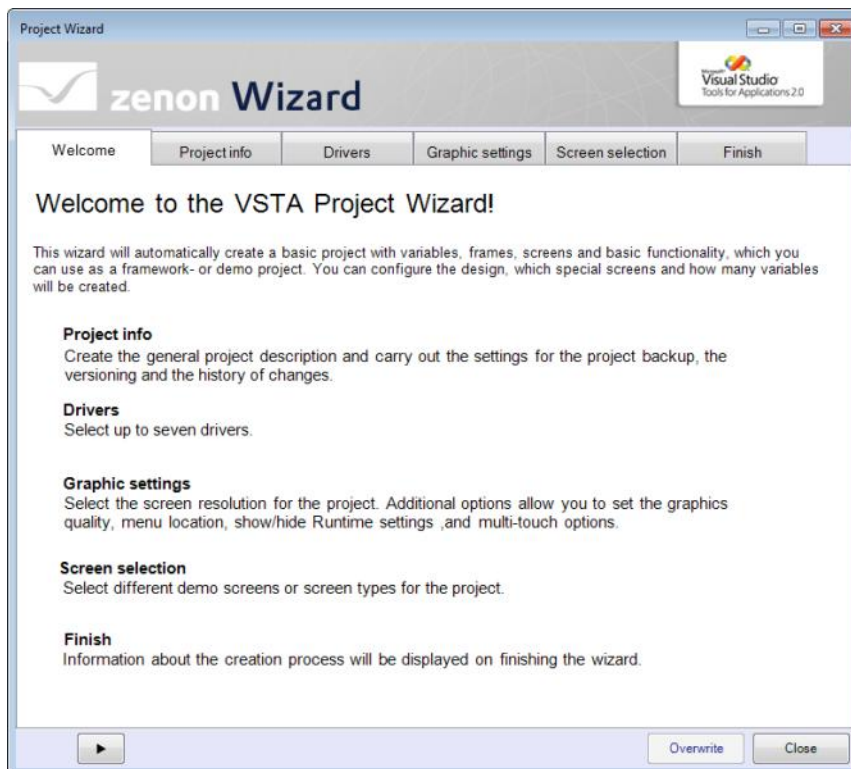 Project Wizard
zenon Wizard
Microsoft
Visual Studio
Tools for Applications 2.0
Welcome
Project info
Drivers
Graphic settings
Screen selection
Finish
Welcome to the VSTA Project Wizard!
This wizard will automatically create a basic project with variables, frames, screens and basic functionality, which you
can use as a framework- or demo project. You can configure the design, which special screens and how many variables
will be created.
Project info
Create the general project description and carry out the settings for the project backup, the
versioning and the history of changes.
Drivers
Select up to seven drivers.
Graphic settings
Select the screen resolution for the project. Additional options allow you to set the graphics
quality, menu location, show/hide Runtime settings ,and multi-touch options.
Screen selection
Select different demo screens or screen types for the project.
Finish
Information about the creation process will be displayed on finishing the wizard.
Overwrite
Close